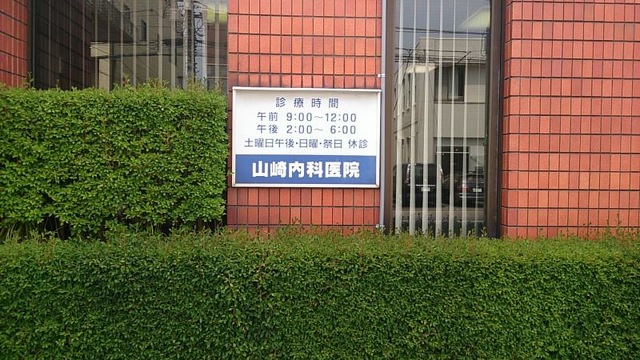 診療時間
午前 9:00～12:00
午後 2:00～ 6:00
土曜日午後・日曜・祭日 休診
山崎内科医院